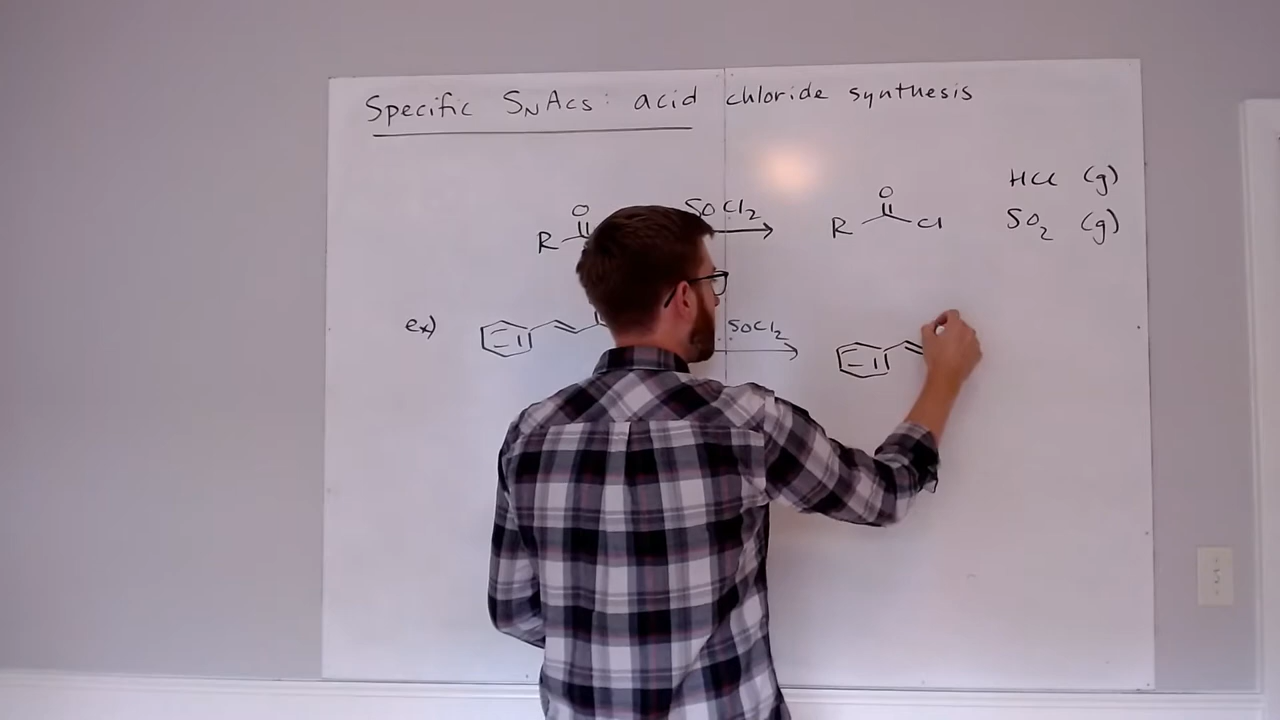 Specific SNAcs: acid chloride synthesis
O
R
SOCl2
O
R Cl
HCl (g)
SO2 (g)
ex)
SOCl2